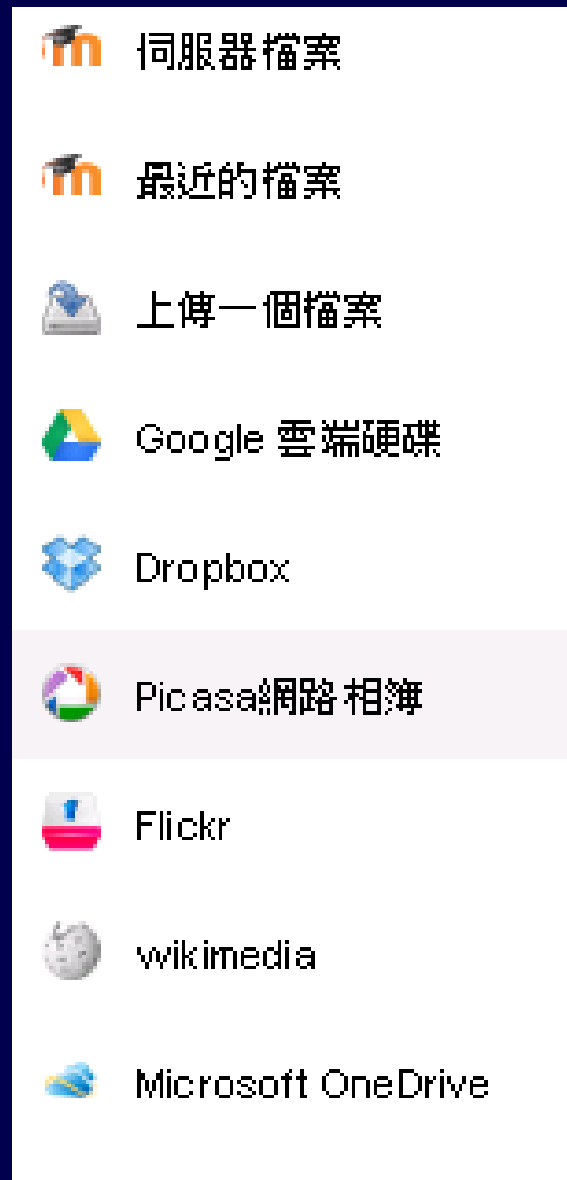 伺服器檔案
最近的檔案
上傳一個檔案
Google 雲端硬碟
Dropbox
Picasa網路相簿
Flickr
wikimedia
Microsoft OneDrive